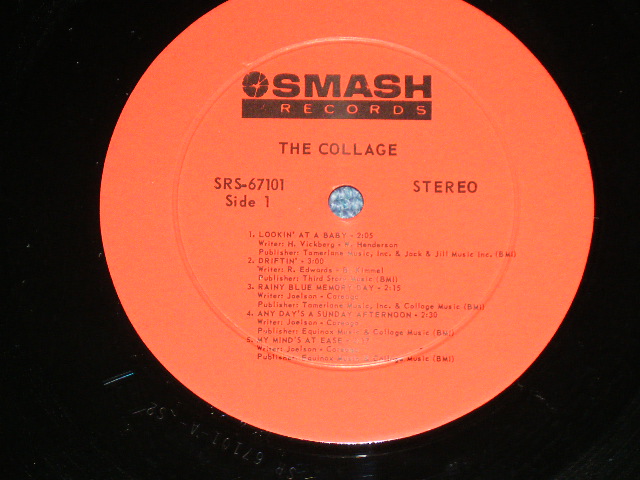 SMASH
RECORDS
THE COLLAGE
SRS-67101
STEREO
Side 1
1. LOOKIN' AT A BABY - 2:05
Writer: H. Vickberg - Henderson
Publisher: Tamerlane Music, Inc. & Jack & Jill Music Inc. (BMI)
2. DRIFTIN' - 3:00
Writer: R. Edwards -
Publisher: Third Story Music (BMI)
3. RAINY BLUE MEMORY DAY - 2:15
Writer: Joelson - Careaga
Publisher: Tamerlane Music, Inc. & Collage Music (BMI)
4. ANY DAY'S A SUNDAY AFTERNOON - 2:30
Writer: Joelson - Careaga
Publisher: Equinox Music & Collage Music (BMI)
5. MY MIND'S AT EASE
Writer: Joelson - Careaga
Publisher: Equinox Music & Collage Music (BMI)